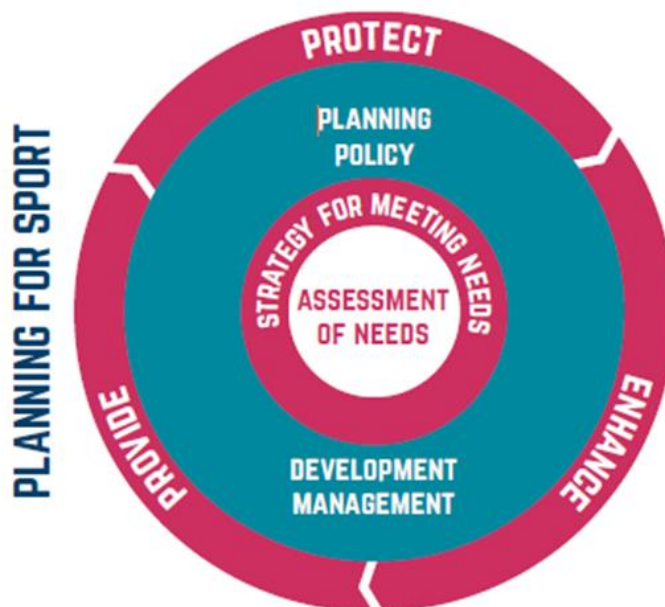 PLANNING FOR SPORT
PROTECT
PLANNING
POLICY
STRATEGY FOR MEETING NEEDS
ASSESSMENT
OF NEEDS
DEVELOPMENT
MANAGEMENT
PROVIDE
ENHANCE